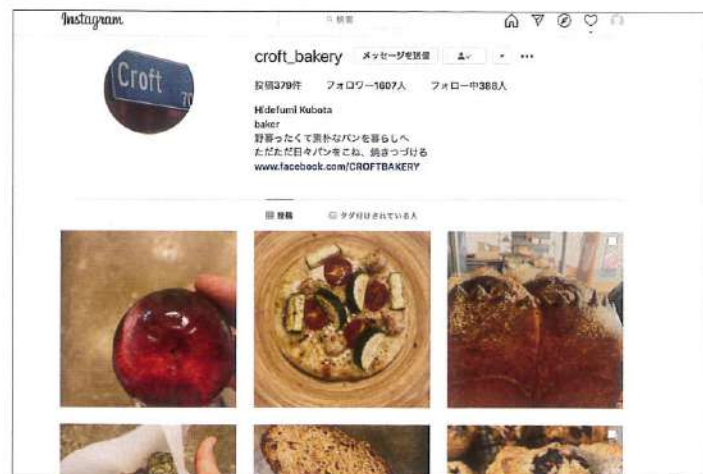 Instagram
検索
Croft
70
croft_bakery
メッセージを送信
投稿379件 フォロワー1607人 フォロー中388人
Hidefumi Kubota
baker
野暮ったくて素朴なパンを暮らしへ
ただただ日々パンをこね、焼きつづける
www.facebook.com/CROFTBAKERY
投稿 タグ付けされている人